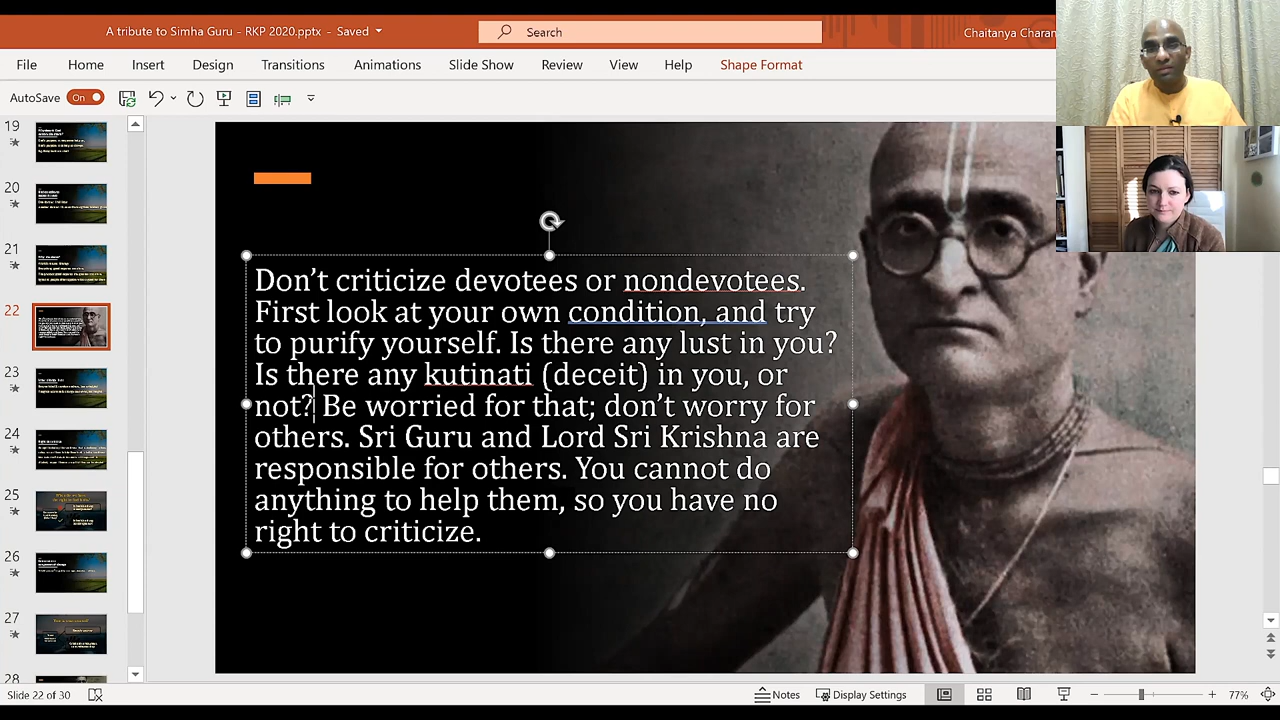 A tribute to Simha Guru - RKP 2020.pptx - Saved
Search
Chaitanya Charan
File Home Insert Design Transitions Animations Slide Show Review View Help Shape Format
AutoSave On
19
20
21
22
23
24
25
26
27
28
Don’t criticize devotees or nondevotees.
First look at your own condition, and try
to purify yourself. Is there any lust in you?
Is there any kutinati (deceit) in you, or
not? Be worried for that; don’t worry for
others. Sri Guru and Lord Sri Krishna are
responsible for others. You cannot do
anything to help them, so you have no
right to criticize.
Slide 22 of 30
Notes Display Settings 77%